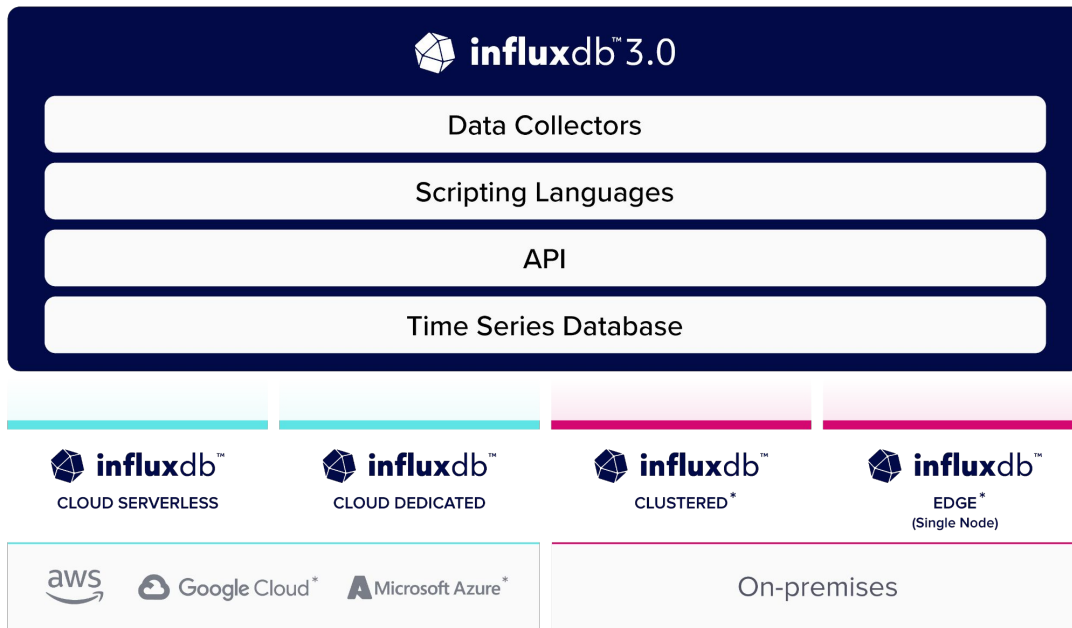 influxdb™ 3.0
Data Collectors
Scripting Languages
API
Time Series Database
influxdb™
CLOUD SERVERLESS
influxdb™
CLOUD DEDICATED
influxdb™
CLUSTERED*
influxdb™
EDGE*
(Single Node)
aws
Google Cloud*
Microsoft Azure*
On-premises